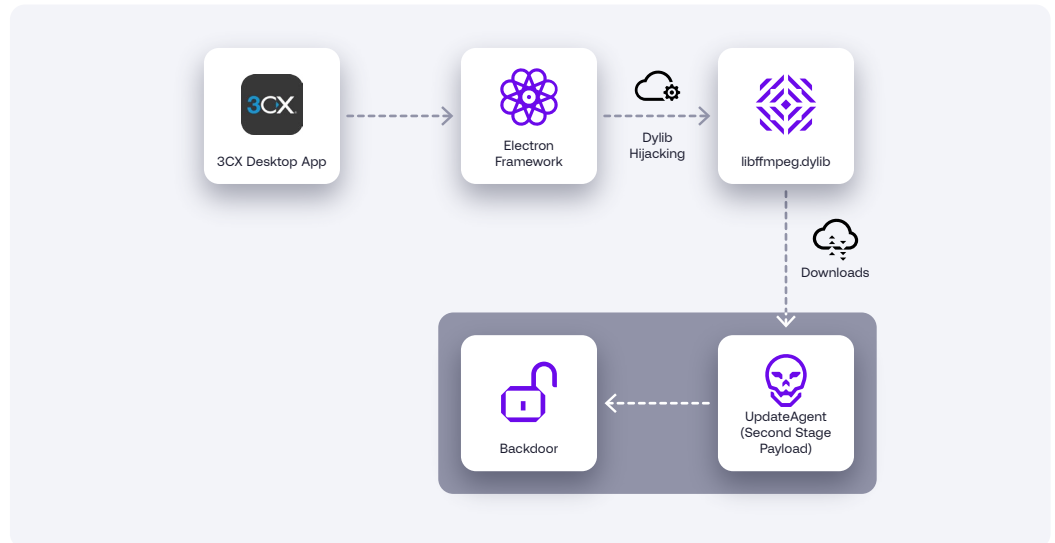 3CX
3CX Desktop App
Electron
Framework
Dylib
Hijacking
libffmpeg.dylib
Downloads
Backdoor
UpdateAgent
(Second Stage
Payload)